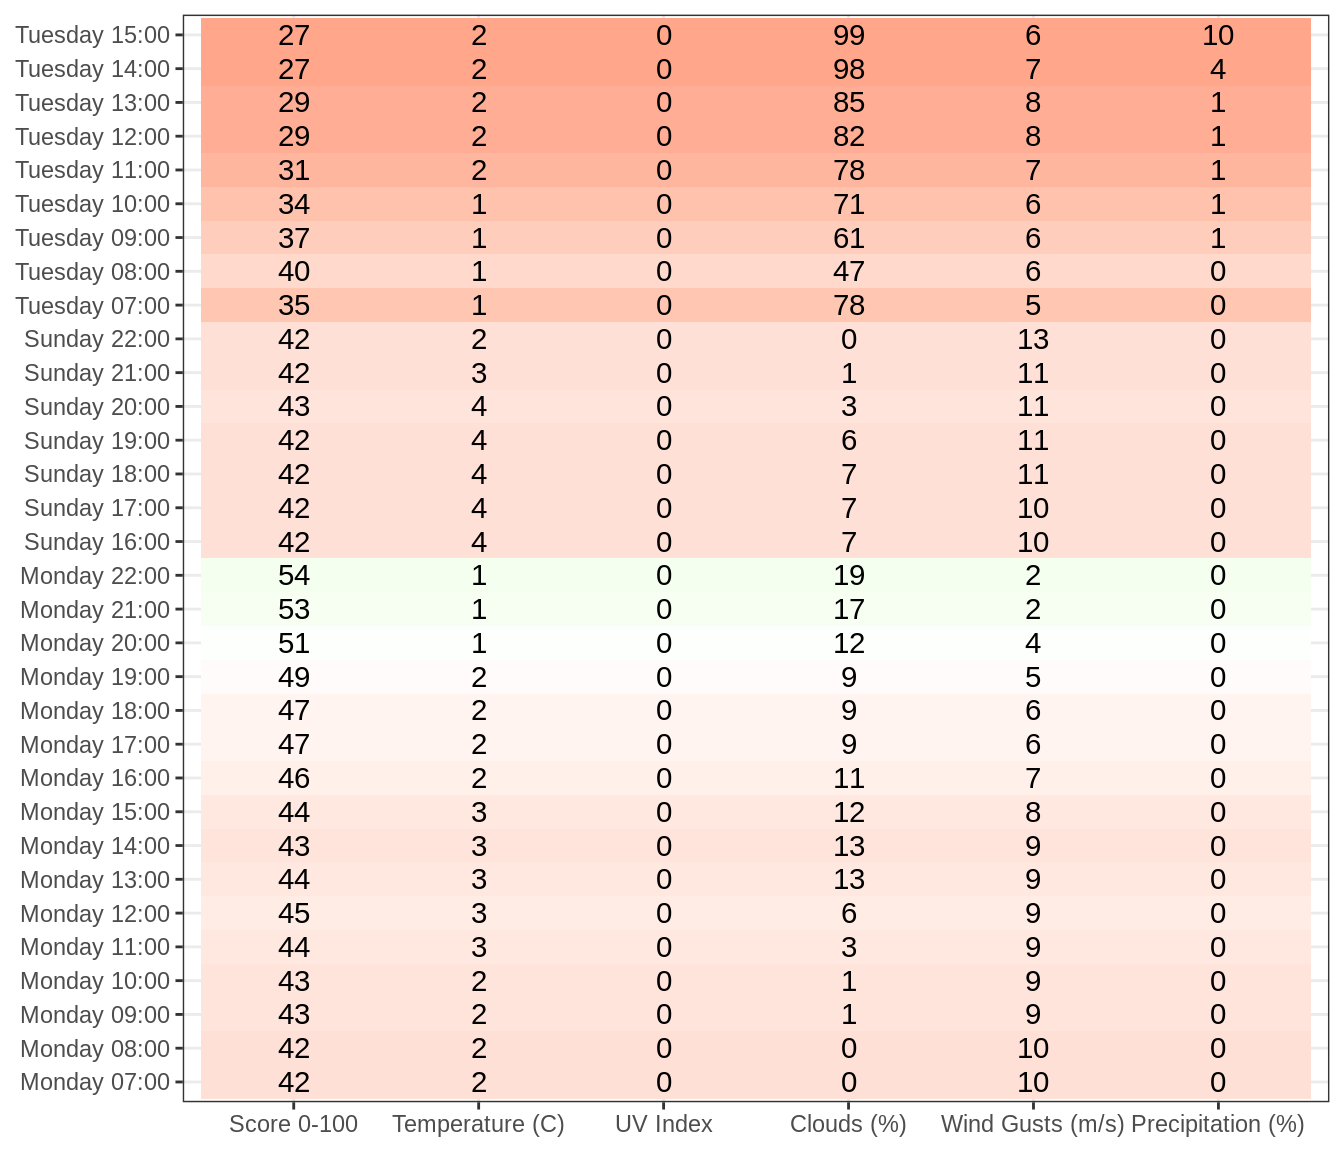 Tuesday 15:00 27 2 0 99 6 10
Tuesday 14:00 27 2 0 98 7 4
Tuesday 13:00 29 2 0 85 8 1
Tuesday 12:00 29 2 0 82 8 1
Tuesday 11:00 31 2 0 78 7 1
Tuesday 10:00 34 1 0 71 6 1
Tuesday 09:00 37 1 0 61 6 1
Tuesday 08:00 40 1 0 47 6 0
Tuesday 07:00 35 1 0 78 5 0
Sunday 22:00 42 2 0 0 13 0
Sunday 21:00 42 3 0 1 11 0
Sunday 20:00 43 4 0 3 11 0
Sunday 19:00 42 4 0 6 11 0
Sunday 18:00 42 4 0 7 11 0
Sunday 17:00 42 4 0 7 10 0
Sunday 16:00 42 4 0 7 10 0
Monday 22:00 54 1 0 19 2 0
Monday 21:00 53 1 0 17 2 0
Monday 20:00 51 1 0 12 4 0
Monday 19:00 49 2 0 9 5 0
Monday 18:00 47 2 0 9 6 0
Monday 17:00 47 2 0 9 6 0
Monday 16:00 46 2 0 11 7 0
Monday 15:00 44 3 0 12 8 0
Monday 14:00 43 3 0 13 9 0
Monday 13:00 44 3 0 13 9 0
Monday 12:00 45 3 0 6 9 0
Monday 11:00 44 3 0 3 9 0
Monday 10:00 43 2 0 1 9 0
Monday 09:00 43 2 0 1 9 0
Monday 08:00 42 2 0 0 10 0
Monday 07:00 42 2 0 0 10 0
Score 0-100 Temperature (C) UV Index Clouds (%) Wind Gusts (m/s) Precipitation (%)